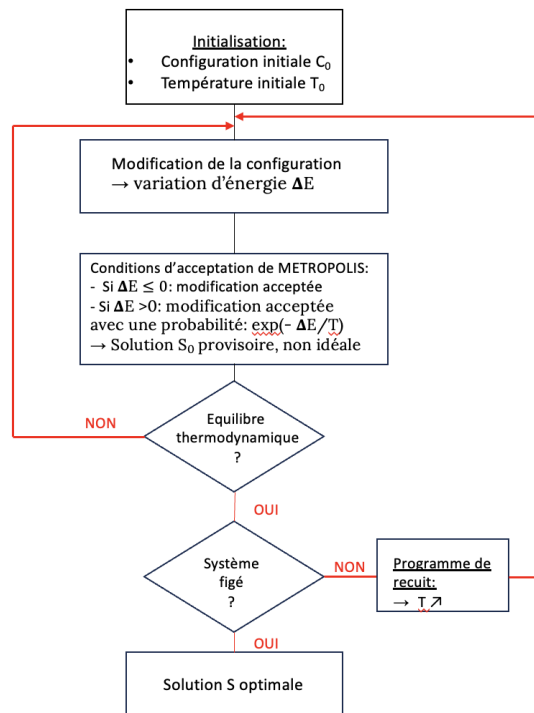 Initialisation:
• Configuration initiale C₀
• Température initiale T₀
Modification de la configuration
→ variation d'énergie ΔE
Conditions d'acceptation de METROPOLIS:
- Si ΔE ≤ 0: modification acceptée
- Si ΔE >0: modification acceptée
avec une probabilité: exp(- ΔE/T)
→ Solution S₀ provisoire, non idéale
Equilibre
thermodynamique
?
NON
OUI
Système
figé
?
NON
Programme de
recuit:
→ T ↗
OUI
Solution S optimale